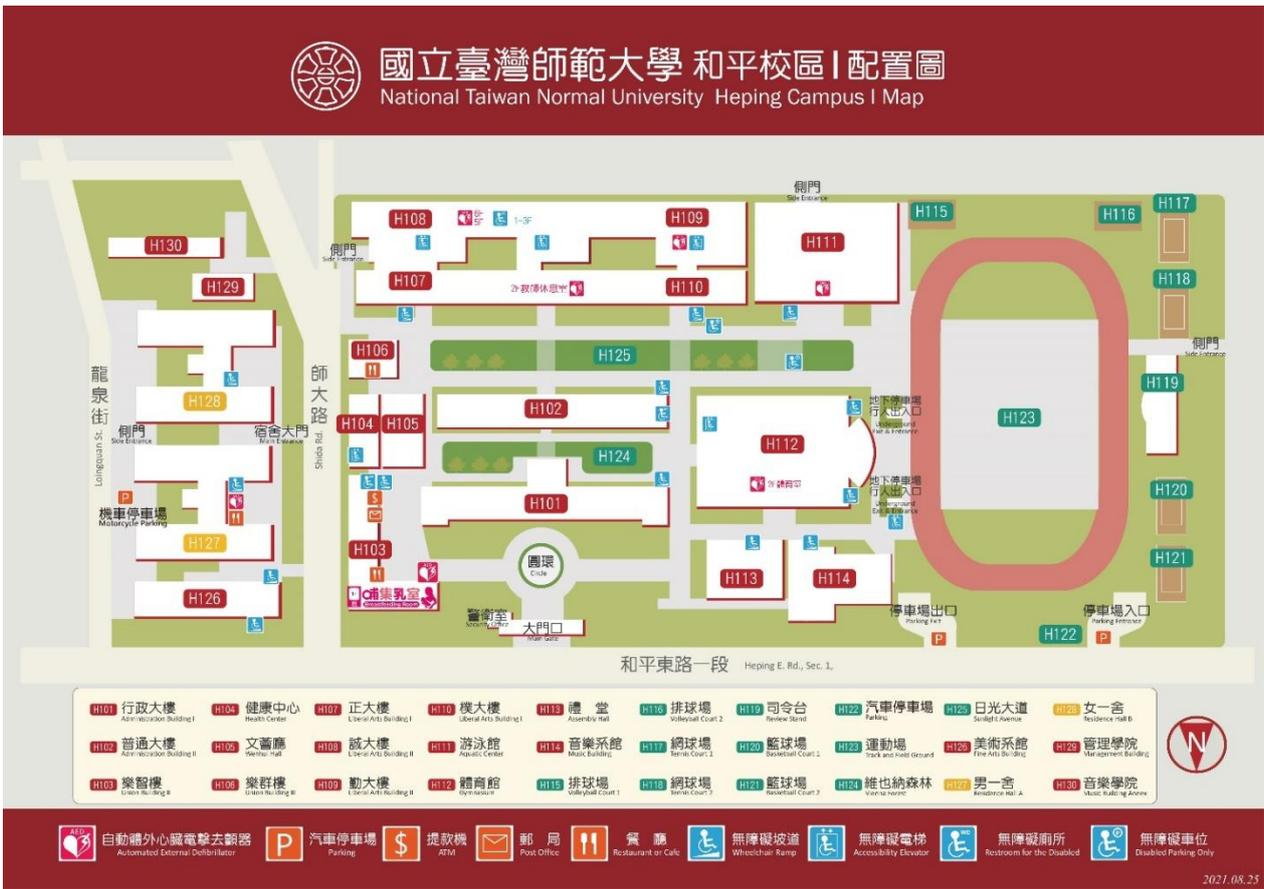 國立臺灣師範大學 和平校區 I 配置圖
National Taiwan Normal University Heping Campus I Map
側門
Side Entrance
H117
H115
H116
H130
H108
1-3F
H109
H111
側門
Side Entrance
H129
H107
2F教師休息室
H110
H118
H106
H125
側門
Side Entrance
龍泉街
Longquan St.
師大路
Shida Rd.
H128
H102
H119
H104
H105
地下停車場
行人出入口
Underground
Exit & Entrance
H123
側門
Side Entrance
宿舍大門
Main Entrance
H112
H124
2F體育室
地下停車場
行人出入口
Underground
Exit & Entrance
H120
P
機車停車場
Motorcycle Parking
$
H101
H127
H103
AED
圓環
Circle
H113
H114
H121
H126
哺集乳室
Breastfeeding Room
警衛室
Security Office
大門口
Main Gate
停車場出口
Parking Exit
P
H122
停車場入口
Parking Entrance
P
和平東路一段 Heping E. Rd., Sec. 1,
H101 行政大樓 H104 健康中心 H107 正大樓 H110 樸大樓 H113 禮 堂 H116 排球場 H119 司令台 H122 汽車停車場 H125 日光大道 H128 女一舍
Administration Building I Health Center Liberal Arts Building I Liberal Arts Building I Assembly Hall Volleyball Court 2 Review Stand Parking Sunlight Avenue Residence Hall B
H102 普通大樓 H105 文薈廳 H108 誠大樓 H111 游泳館 H114 音樂系館 H117 網球場 H120 籃球場 H123 運動場 H126 美術系館 H129 管理學院
Administration Building II Wenhui Hall Liberal Arts Building II Aquatic Center Music Building Tennis Court 2 Basketball Court 1 Track and Field Ground Fine Arts Building Management Building
H103 樂智樓 H106 樂群樓 H109 勤大樓 H112 體育館 H115 排球場 H118 網球場 H121 籃球場 H124 維也納森林 H127 男一舍 H130 音樂學院
Union Building II Union Building III Liberal Arts Building II Gymnasium Volleyball Court 1 Tennis Court 2 Basketball Court 2 Vienna Forest Residence Hall A Music Building Annex
N
AED 自動體外心臟電擊去顫器 P 汽車停車場 $ 提款機 郵 局 餐 廳 無障礙坡道 無障礙電梯 無障礙廁所 無障礙車位
Automated External Defibrillator Parking ATM Post Office Restaurant or Cafe Wheelchair Ramp Accessibility Elevator Restroom for the Disabled Disabled Parking Only
2021.08.25